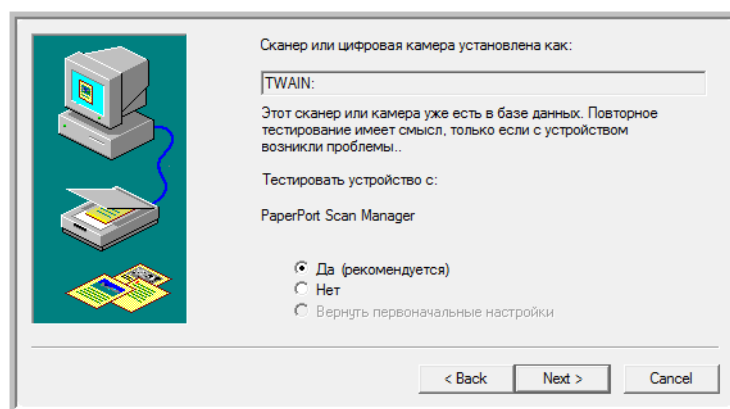 Сканер или цифровая камера установлена как:
TWAIN:
Этот сканер или камера уже есть в базе данных. Повторное
тестирование имеет смысл, только если с устройством
возникли проблемы..
Тестировать устройство с:
PaperPort Scan Manager
Да (рекомендуется)
Нет
Вернуть первоначальные настройки
< Back Next > Cancel